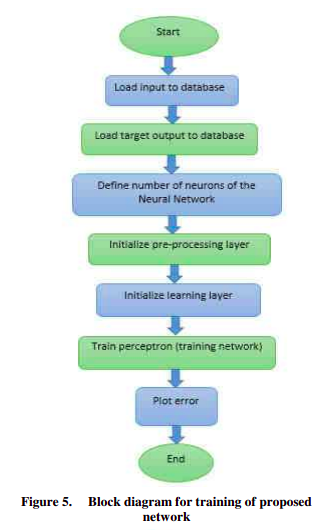 Start
Load input to database
Load target output to database
Define number of neurons of the
Neural Network
Initialize pre-processing layer
Initialize learning layer
Train perceptron (training network)
Plot error
End
Figure 5. Block diagram for training of proposed
network